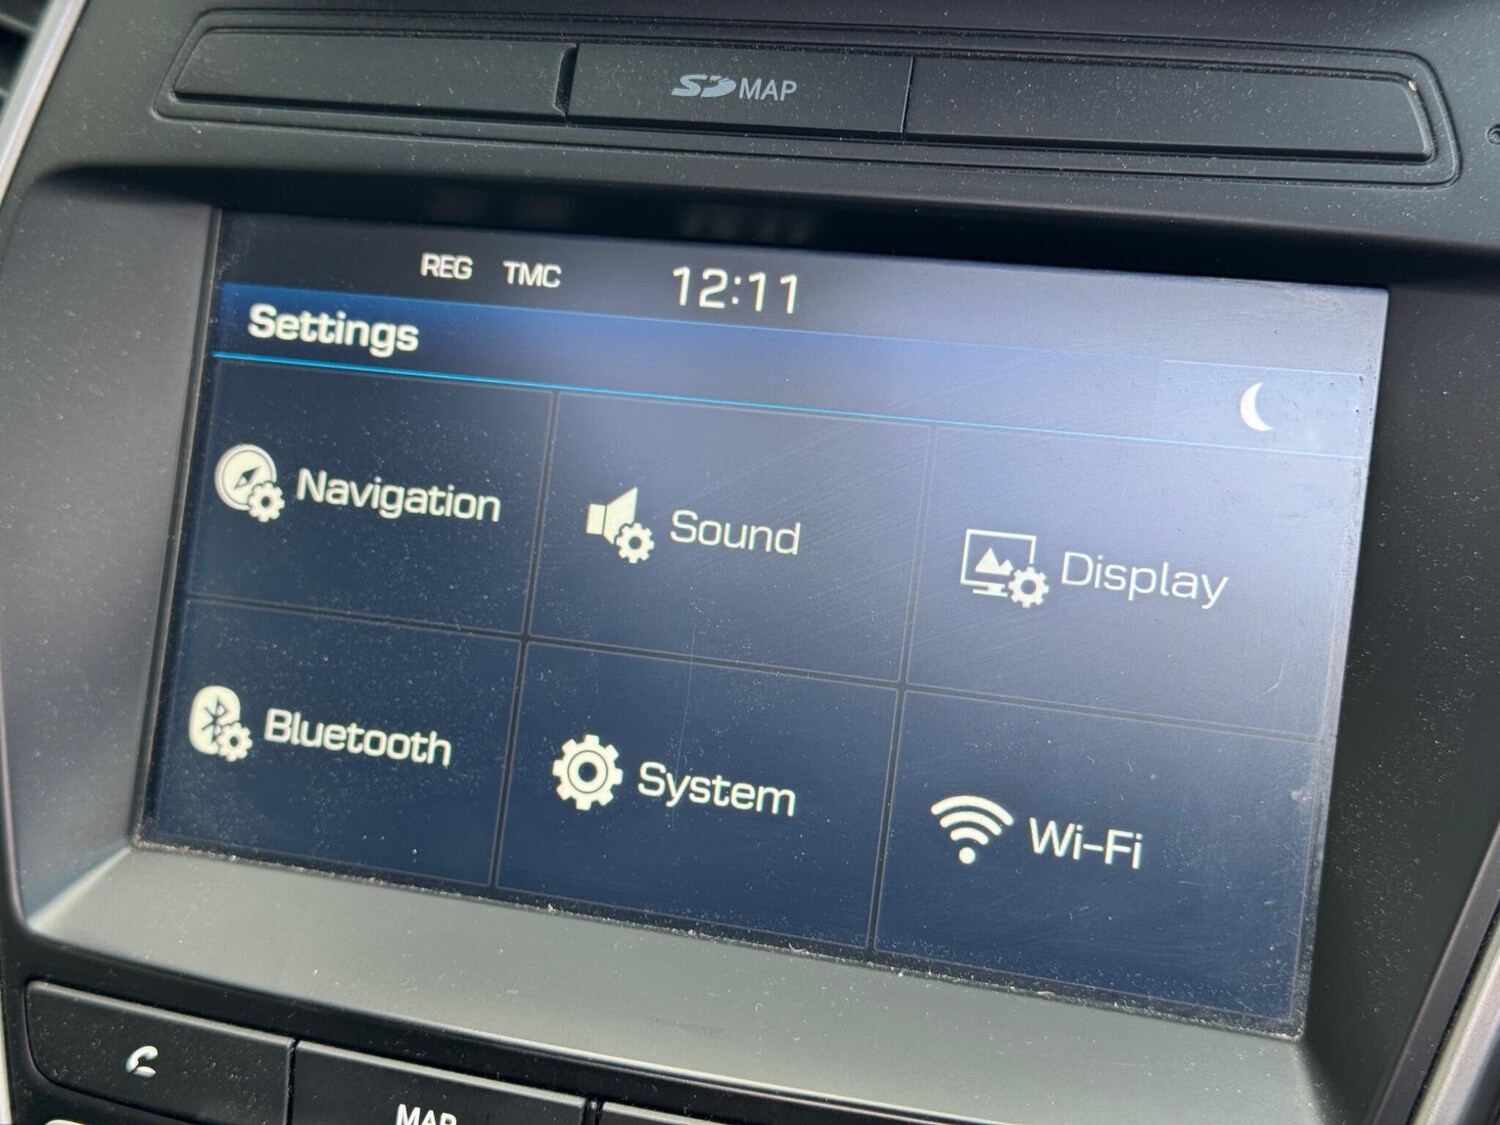 SD MAP
REG TMC 12:11
Settings
Navigation
Sound
Display
Bluetooth
System
Wi-Fi
MAP